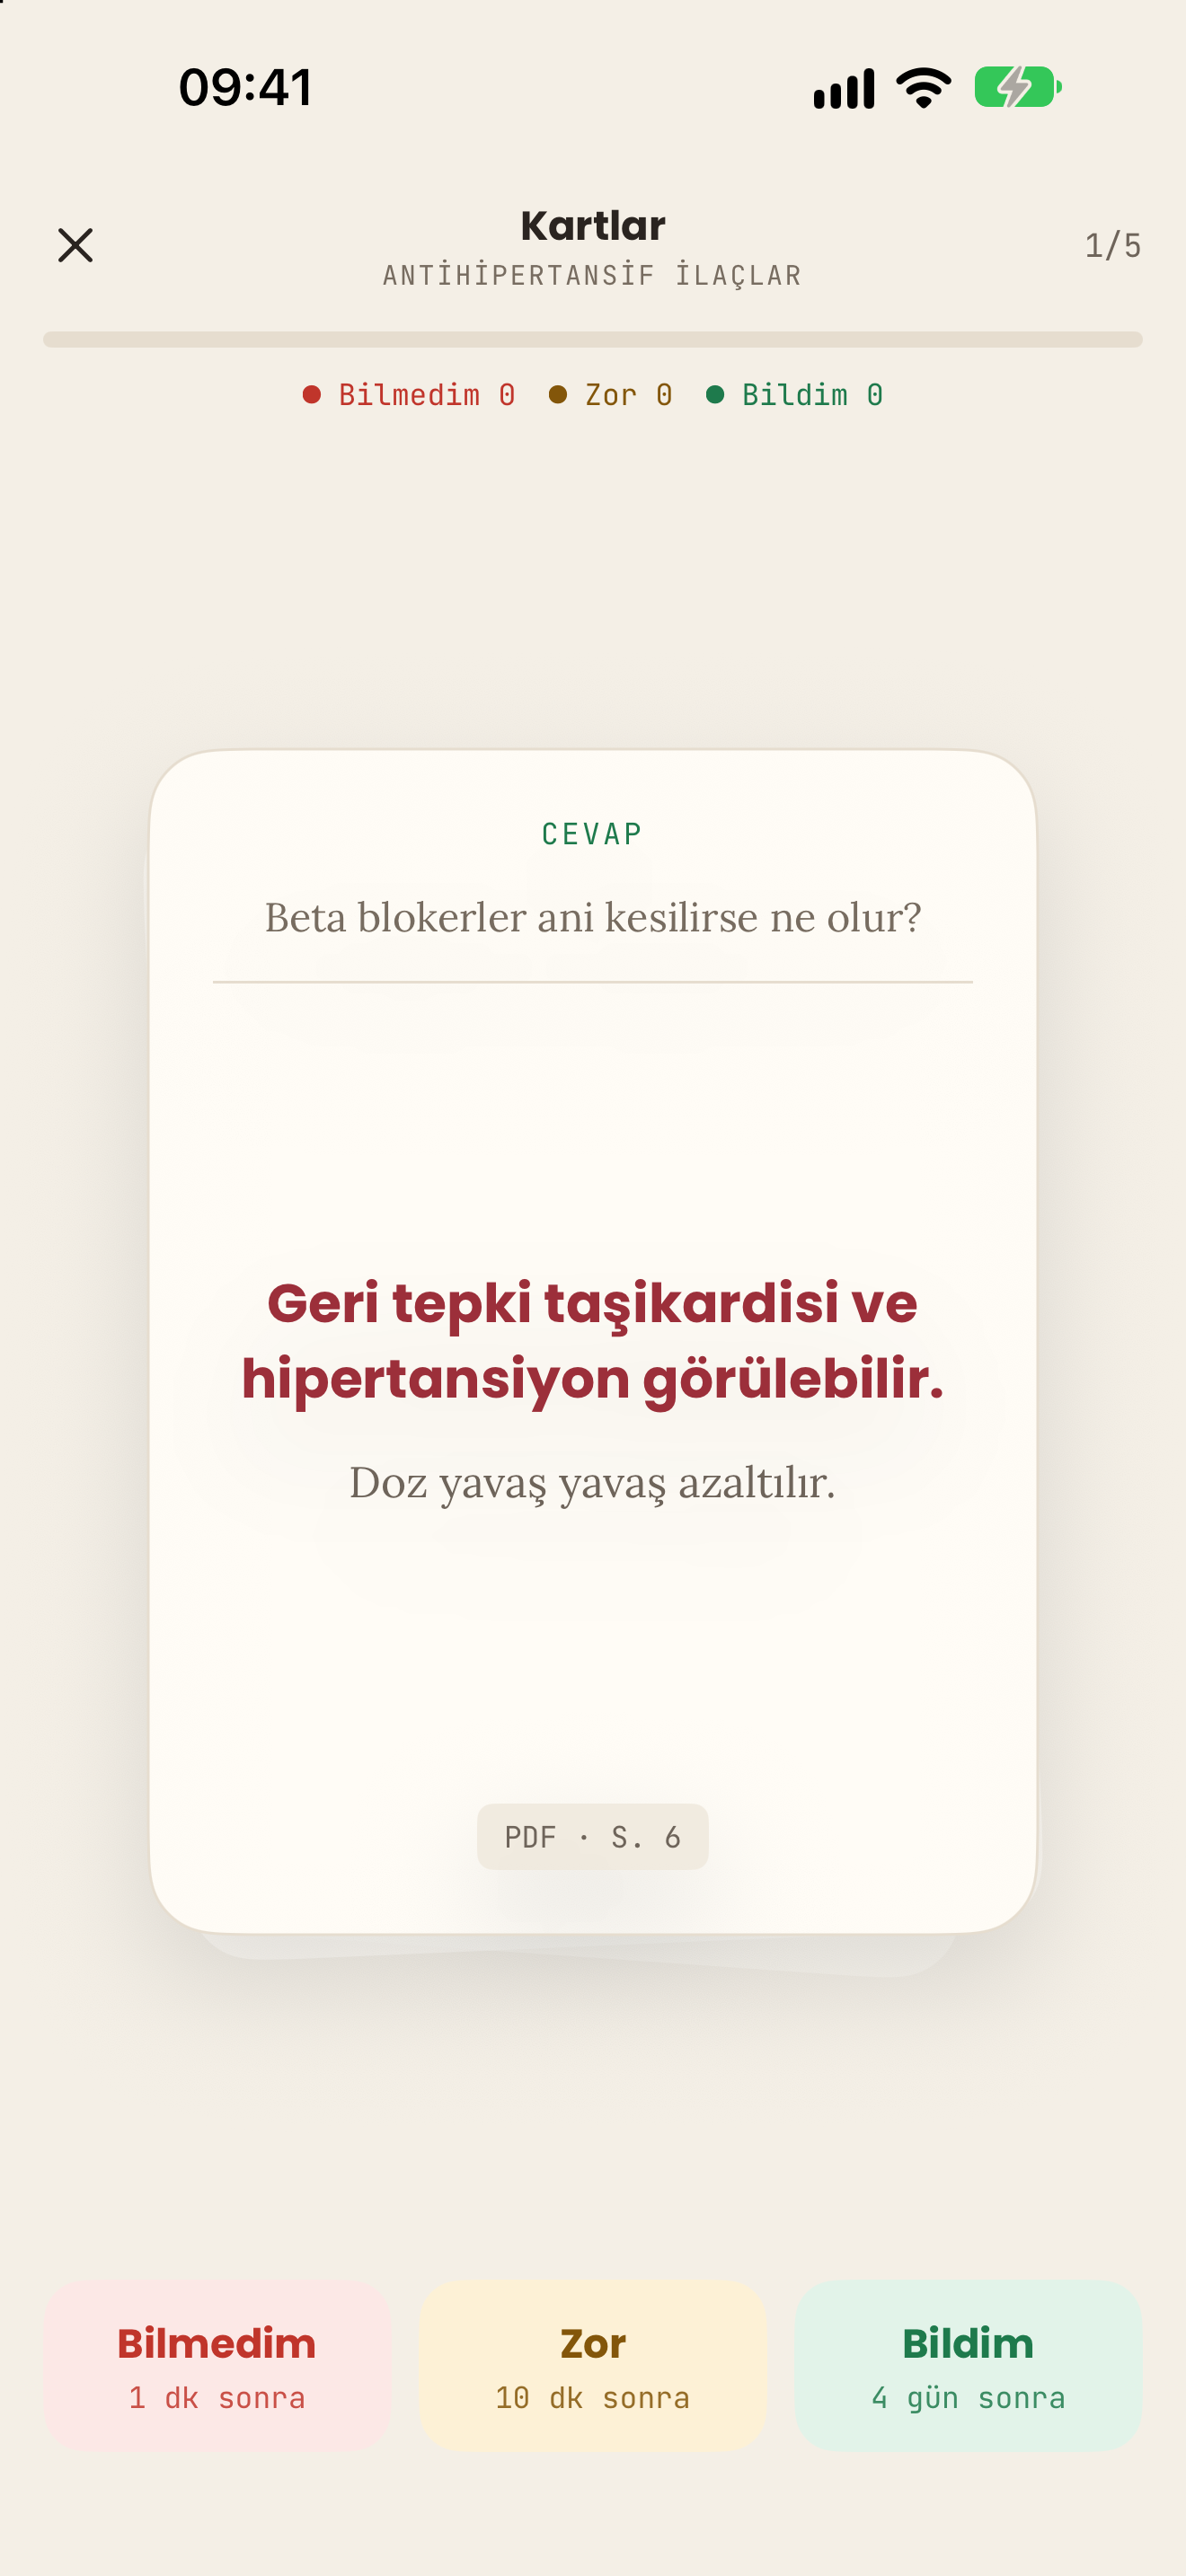 09:41
Kartlar
ANTİHİPERTANSİF İLAÇLAR
1/5
Bilmedim 0 Zor 0 Bildim 0
CEVAP
Beta blokerler ani kesilirse ne olur?
Geri tepki taşikardisi ve
hipertansiyon görülebilir.
Doz yavaş yavaş azaltılır.
PDF · S. 6
Bilmedim Zor Bildim
1 dk sonra 10 dk sonra 4 gün sonra